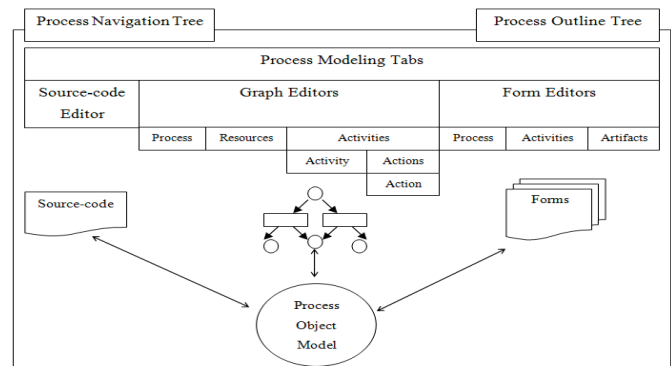 Process Navigation Tree
Process Outline Tree
Process Modeling Tabs
Source-code
Editor
Graph Editors
Form Editors
Process
Resources
Activities
Process
Activities
Artifacts
Activity
Actions
Action
Source-code
Forms
Process
Object
Model